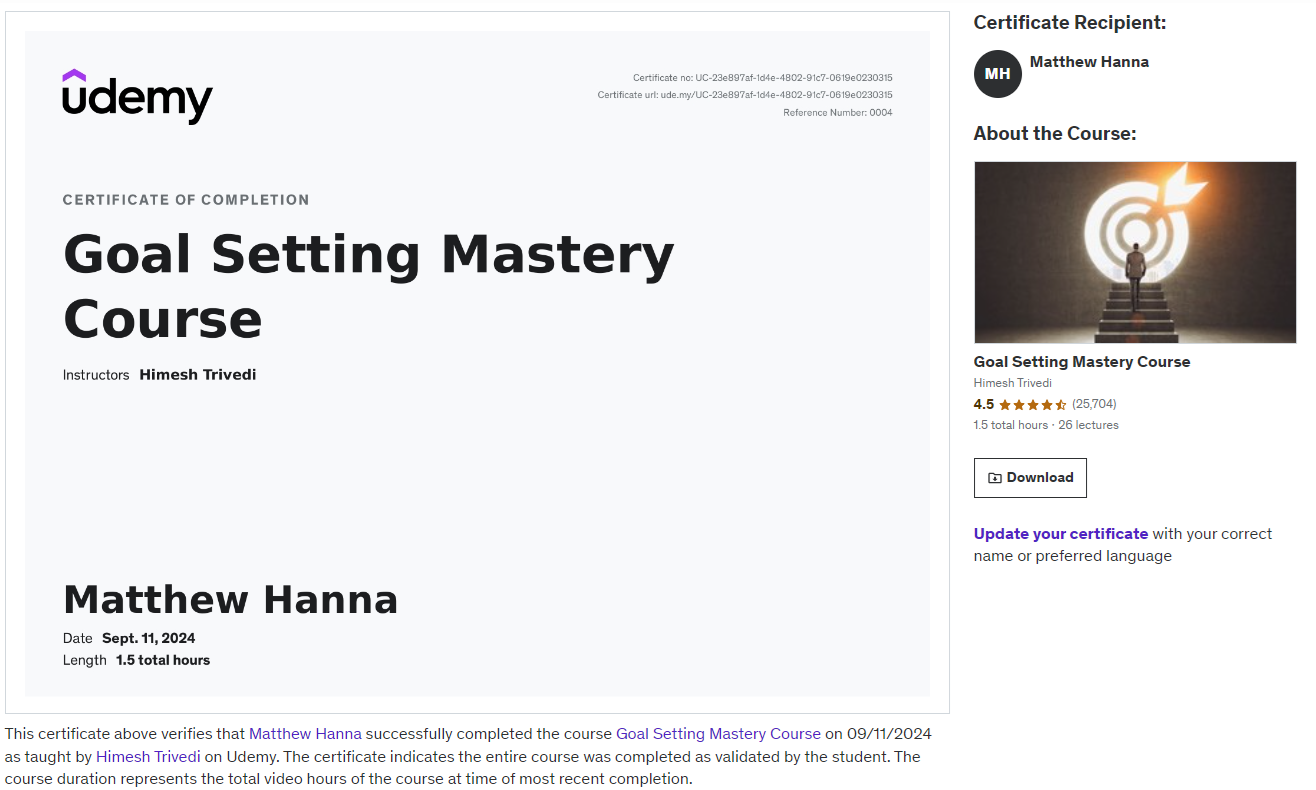 udemy
Certificate no: UC-23e897af-1d4e-4802-91c7-0619e0230315
Certificate url: ude.my/UC-23e897af-1d4e-4802-91c7-0619e0230315
Reference Number: 0004
CERTIFICATE OF COMPLETION
Goal Setting Mastery
Course
Instructors Himesh Trivedi
Matthew Hanna
Date Sept. 11, 2024
Length 1.5 total hours
This certificate above verifies that Matthew Hanna successfully completed the course Goal Setting Mastery Course on 09/11/2024
as taught by Himesh Trivedi on Udemy. The certificate indicates the entire course was completed as validated by the student. The
course duration represents the total video hours of the course at time of most recent completion.
Certificate Recipient:
MH
Matthew Hanna
About the Course:
Goal Setting Mastery Course
Himesh Trivedi
4.5 (25,704)
1.5 total hours · 26 lectures
Download
Update your certificate with your correct
name or preferred language